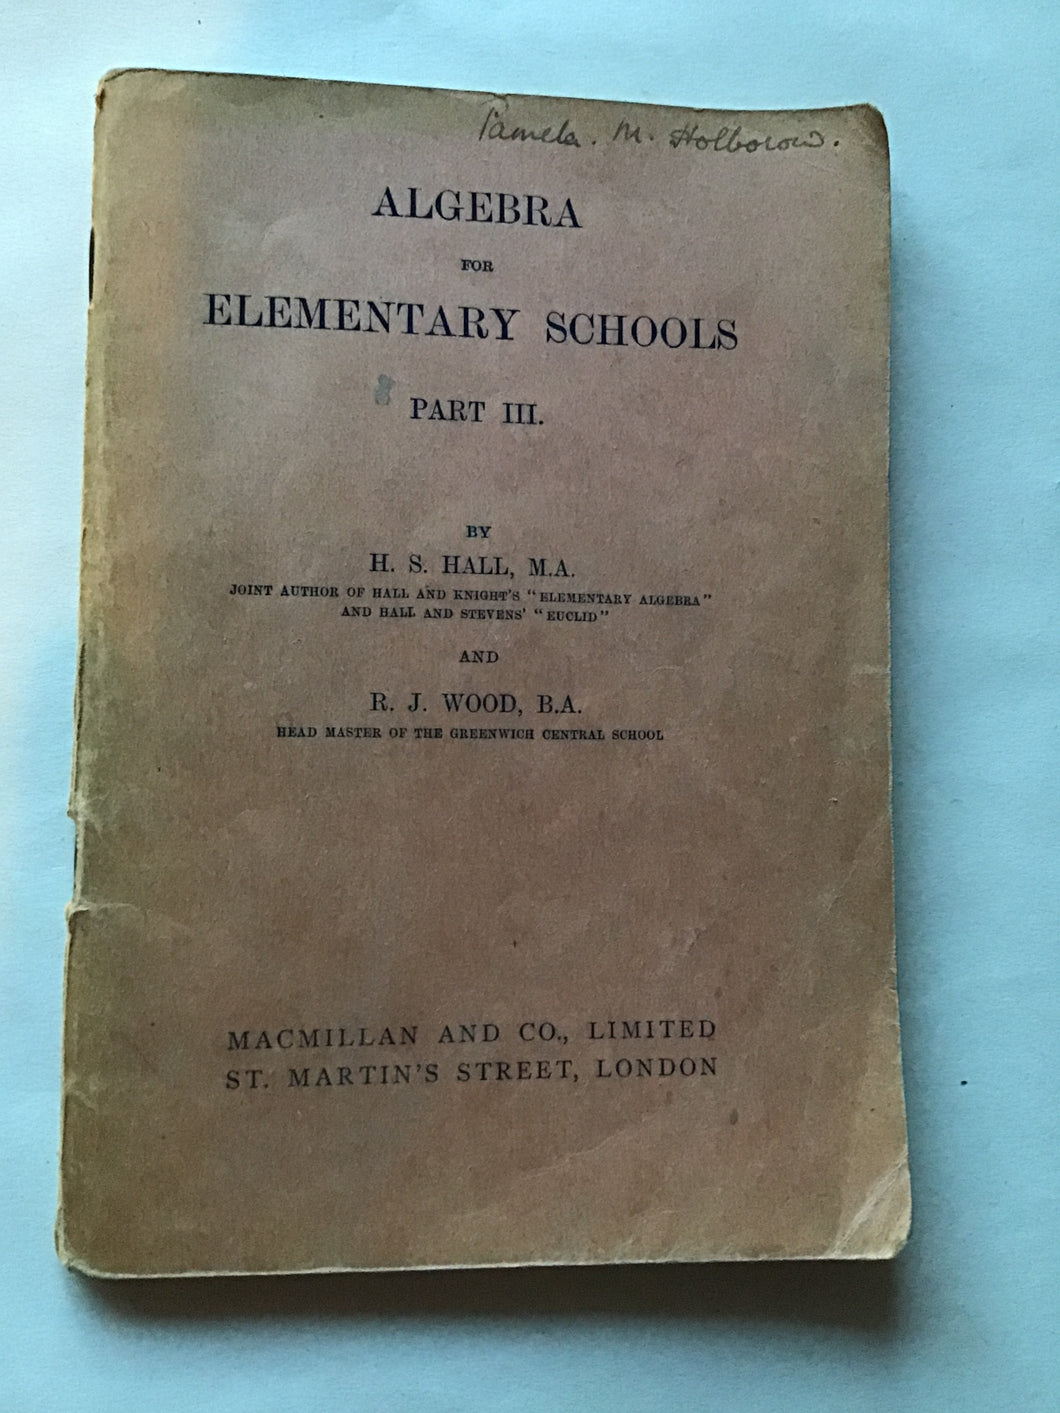 Pamela. M. Holborow.
ALGEBRA
FOR
ELEMENTARY SCHOOLS
PART III.
BY
H. S. HALL, M.A.
JOINT AUTHOR OF HALL AND KNIGHT'S "ELEMENTARY ALGEBRA"
AND HALL AND STEVENS' "EUCLID"
AND
R. J. WOOD, B.A.
HEAD MASTER OF THE GREENWICH CENTRAL SCHOOL
MACMILLAN AND CO., LIMITED
ST. MARTIN'S STREET, LONDON